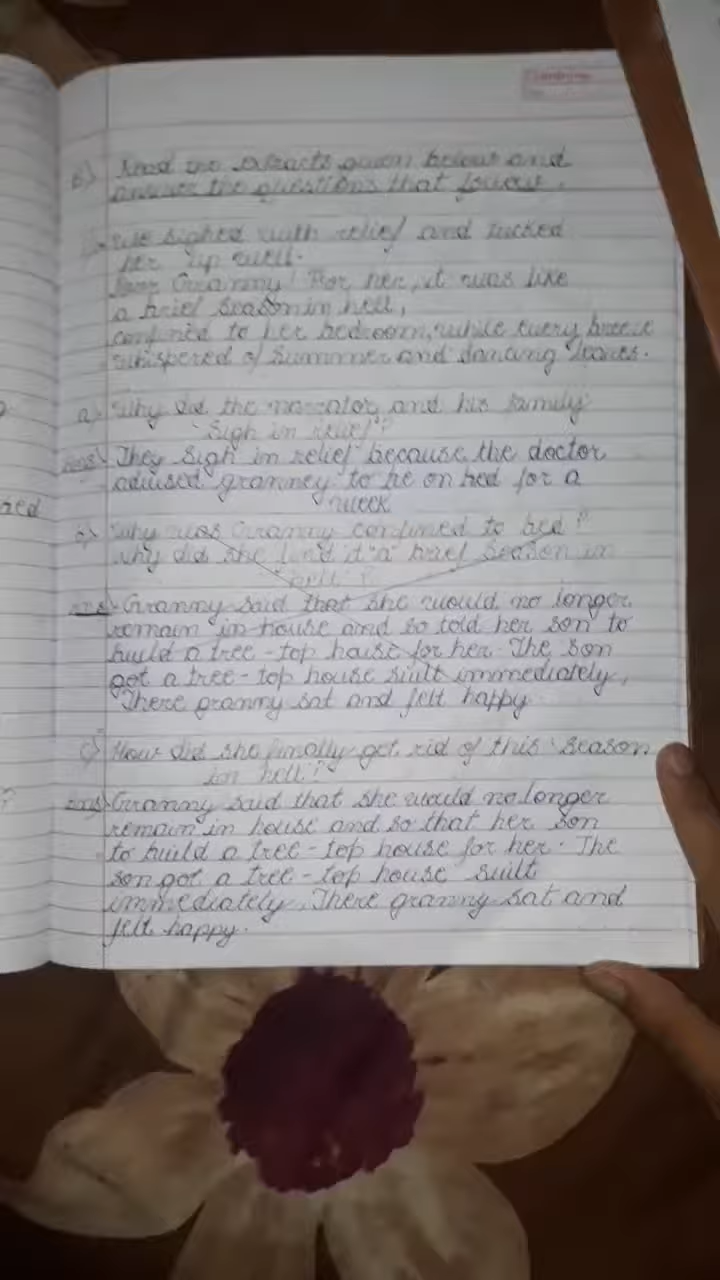 Read the extracts given below and
answer the questions that follow.
We sighed with relief and tucked
her up well.
Poor Granny! For her, it was like
a brief season in hell,
confined to her bedroom, while every breeze
whispered of summmer and dancing leaves.
a) Why did the narrator and his family
sigh in relief?
ans) They sigh in relief because the doctor
adiused granney to be on bed for a
week
Why was Granny confined to bed?
why did she find it "a brief season in
hell"?
ans) Granny said that she would no longer
remain in house and so told her son to
build a tree-top house for her. The son
got a tree-top house siult immediately,
There granny sat and felt happy
c) How did she finally get rid of this "season
in hell"?
ans) Granny said that she would no longer
remain in house and so that her son
to build a tree-top house for her. The
son got a tree-top house siult
immediately. There granny sat and
felt happy.